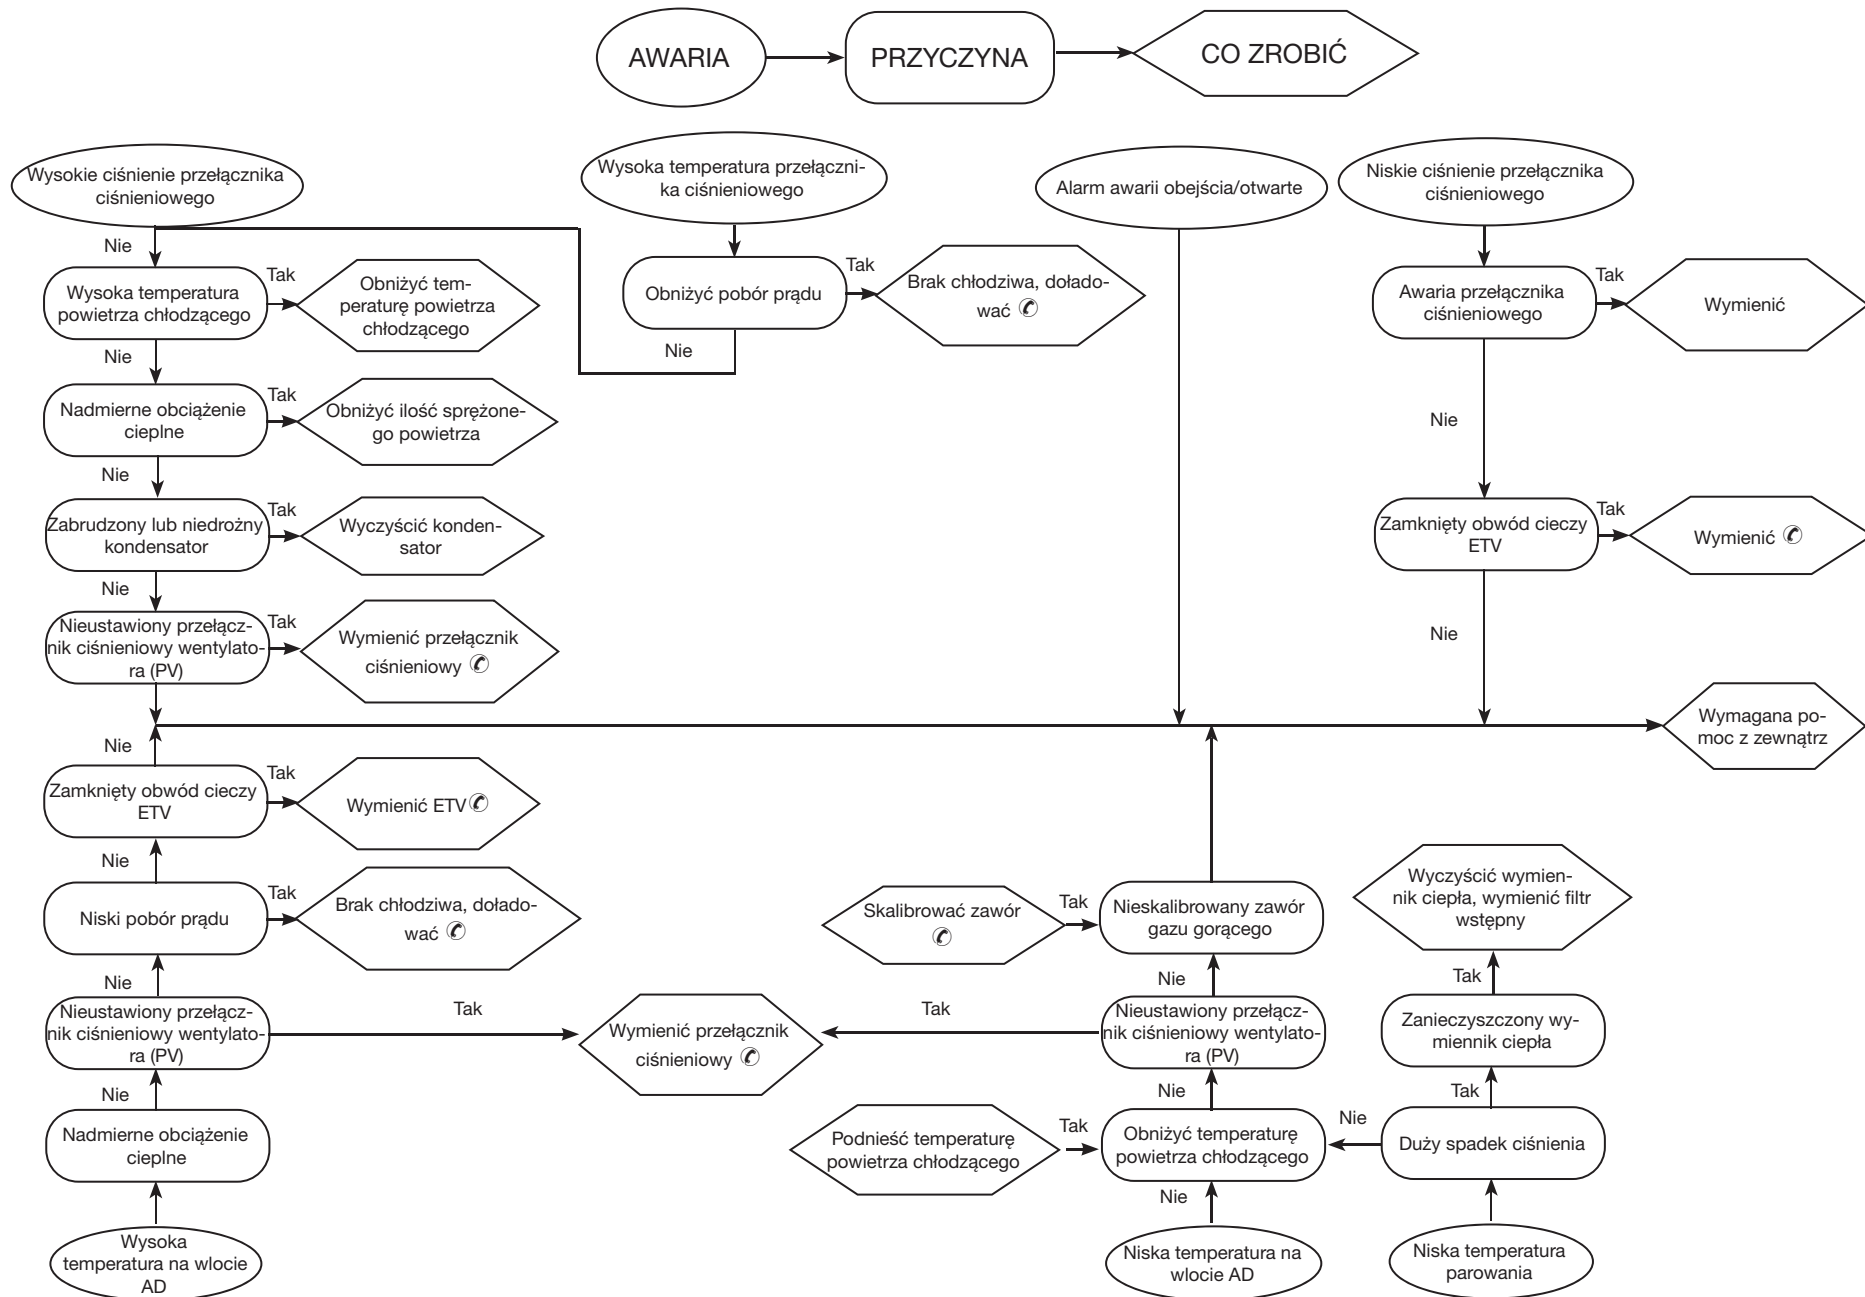 AWARIA
PRZYCZYNA
CO ZROBIĆ
Wysokie ciśnienie przełącznika
ciśnieniowego
Wysoka temperatura przełączni-
ka ciśnieniowego
Alarm awarii obejścia/otwarte
Niskie ciśnienie przełącznika
ciśnieniowego
Nie
Wysoka temperatura
powietrza chłodzącego
Tak
Obniżyć tem-
peraturę powietrza
chłodzącego
Obniżyć pobór prądu
Tak
Brak chłodziwa, dołado-
wać ✆
Nie
Awaria przełącznika
ciśnieniowego
Tak
Wymienić
Nie
Nadmierne obciążenie
cieplne
Tak
Obniżyć ilość sprężone-
go powietrza
Nie
Nie
Zabrudzony lub niedrożny
kondensator
Tak
Wyczyścić konden-
sator
Zamknięty obwód cieczy
ETV
Tak
Wymienić ✆
Nie
Nieustawiony przełącz-
nik ciśnieniowy wentylato-
ra (PV)
Tak
Wymienić przełącznik
ciśnieniowy ✆
Nie
Wymagana po-
moc z zewnątrz
Nie
Zamknięty obwód cieczy
ETV
Tak
Wymienić ETV ✆
Nie
Niski pobór prądu
Tak
Brak chłodziwa, dołado-
wać ✆
Skalibrować zawór
✆
Tak
Nieskalibrowany zawór
gazu gorącego
Wyczyścić wymien-
nik ciepła, wymienić filtr
wstępny
Nie
Nie
Tak
Nieustawiony przełącz-
nik ciśnieniowy wentylato-
ra (PV)
Tak
Wymienić przełącznik
ciśnieniowy ✆
Tak
Nieustawiony przełącz-
nik ciśnieniowy wentylato-
ra (PV)
Zanieczyszczony wy-
miennik ciepła
Nie
Nie
Tak
Nadmierne obciążenie
cieplne
Podnieść temperaturę
powietrza chłodzącego
Tak
Obniżyć temperaturę
powietrza chłodzącego
Nie
Duży spadek ciśnienia
Nie
Wysoka
temperatura na wlocie
AD
Niska temperatura na
wlocie AD
Niska temperatura
parowania